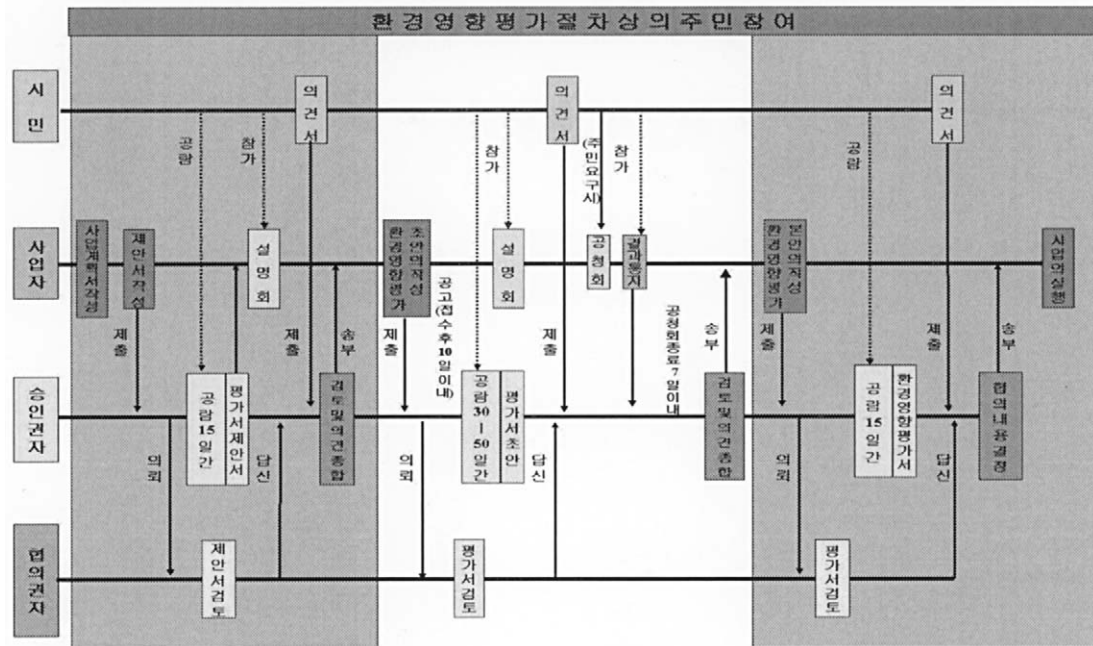 환경영향평가절차상의주민참여
시민
의견서
의견서
의견서
공람
참가
참가
(주민요구시)
참가
공람
사업자
사업계획서작성
제안서작성
설명회
환경영향평가
초안의작성
설명회
공청회
결과통지
환경영향평가
본안의작성
사업의실행
제출
제출
송부
제출
공고(접수후10일이내)
제출
공청회종료7일이내
송부
제출
제출
송부
승인권자
공람15일간
평가서제안서
검토및의견종합
공람30-50일간
평가서초안
검토및의견종합
공람15일간
환경영향평가서
협의내용결정
의뢰
답신
의뢰
답신
의뢰
답신
협의권자
제안서검토
평가서검토
평가서검토